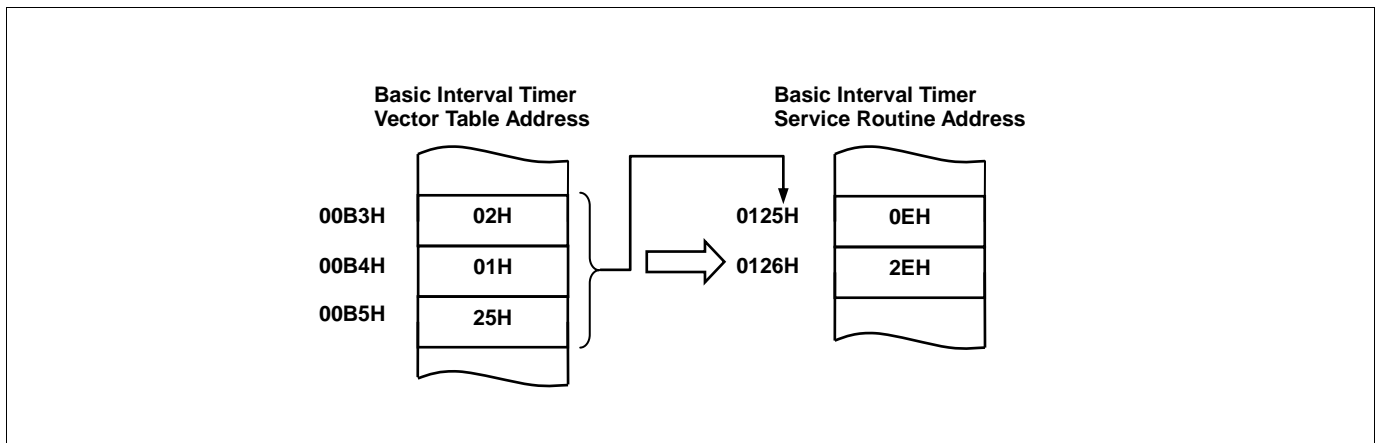 Basic Interval Timer
Vector Table Address
00B3H 02H
00B4H 01H
00B5H 25H
Basic Interval Timer
Service Routine Address
0125H 0EH
0126H 2EH